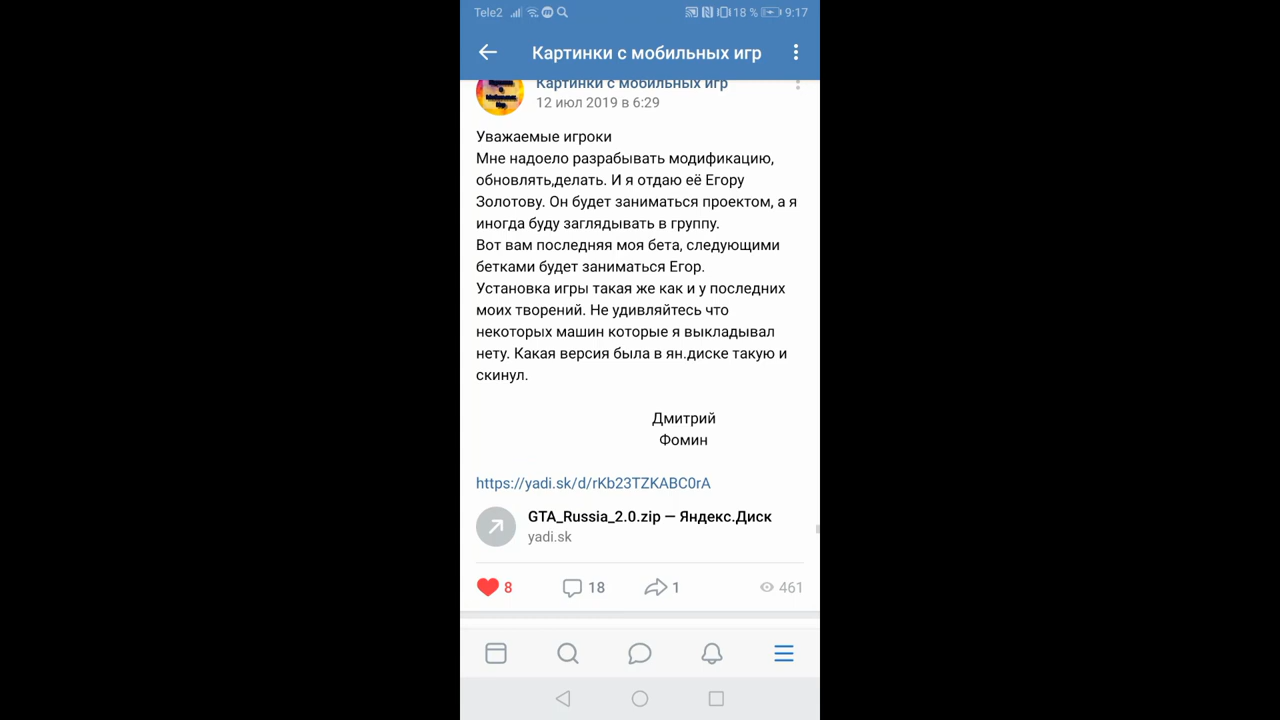 Tele2 18 % 9:17
Картинки с мобильных игр
Картинки с мобильных игр
12 июл 2019 в 6:29
Уважаемые игроки
Мне надоело разрабывать модификацию,
обновлять,делать. И я отдаю её Егору
Золотову. Он будет заниматься проектом, а я
иногда буду заглядывать в группу.
Вот вам последняя моя бета, следующими
бетками будет заниматься Егор.
Установка игры такая же как и у последних
моих творений. Не удивляйтесь что
некоторых машин которые я выкладывал
нету. Какая версия была в ян.диске такую и
скинул.
Дмитрий
Фомин
https://yadi.sk/d/rKb23TZKABC0rA
GTA_Russia_2.0.zip — Яндекс.Диск
yadi.sk
8 18 1 461